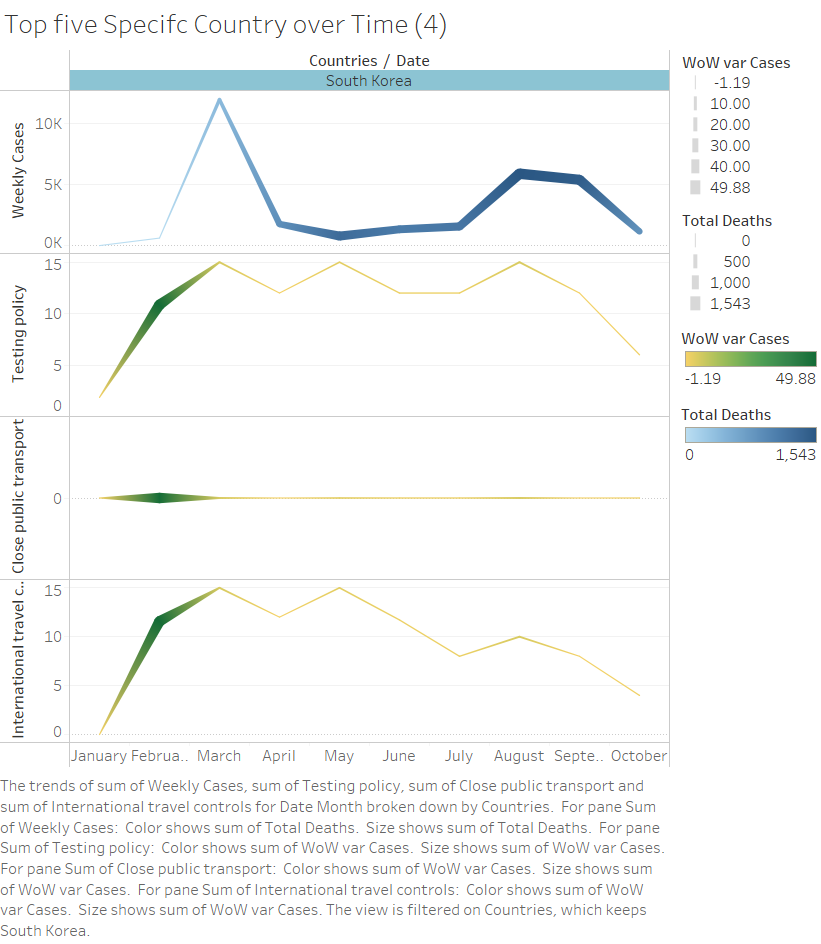 Top five Specifc Country over Time (4)
Countries / Date
South Korea
Weekly Cases
10K
5K
0K
Testing policy
15
10
5
0
Close public transport
0
International travel c..
15
10
5
0
January Februa.. March April May June July August Septe.. October
WoW var Cases
-1.19
10.00
20.00
30.00
40.00
49.88
Total Deaths
0
500
1,000
1,543
WoW var Cases
-1.19 49.88
Total Deaths
0 1,543
The trends of sum of Weekly Cases, sum of Testing policy, sum of Close public transport and
sum of International travel controls for Date Month broken down by Countries.  For pane Sum
of Weekly Cases:  Color shows sum of Total Deaths.  Size shows sum of Total Deaths.  For pane
Sum of Testing policy:  Color shows sum of WoW var Cases.  Size shows sum of WoW var Cases.
For pane Sum of Close public transport:  Color shows sum of WoW var Cases.  Size shows sum
of WoW var Cases.  For pane Sum of International travel controls:  Color shows sum of WoW
var Cases.  Size shows sum of WoW var Cases. The view is filtered on Countries, which keeps
South Korea.